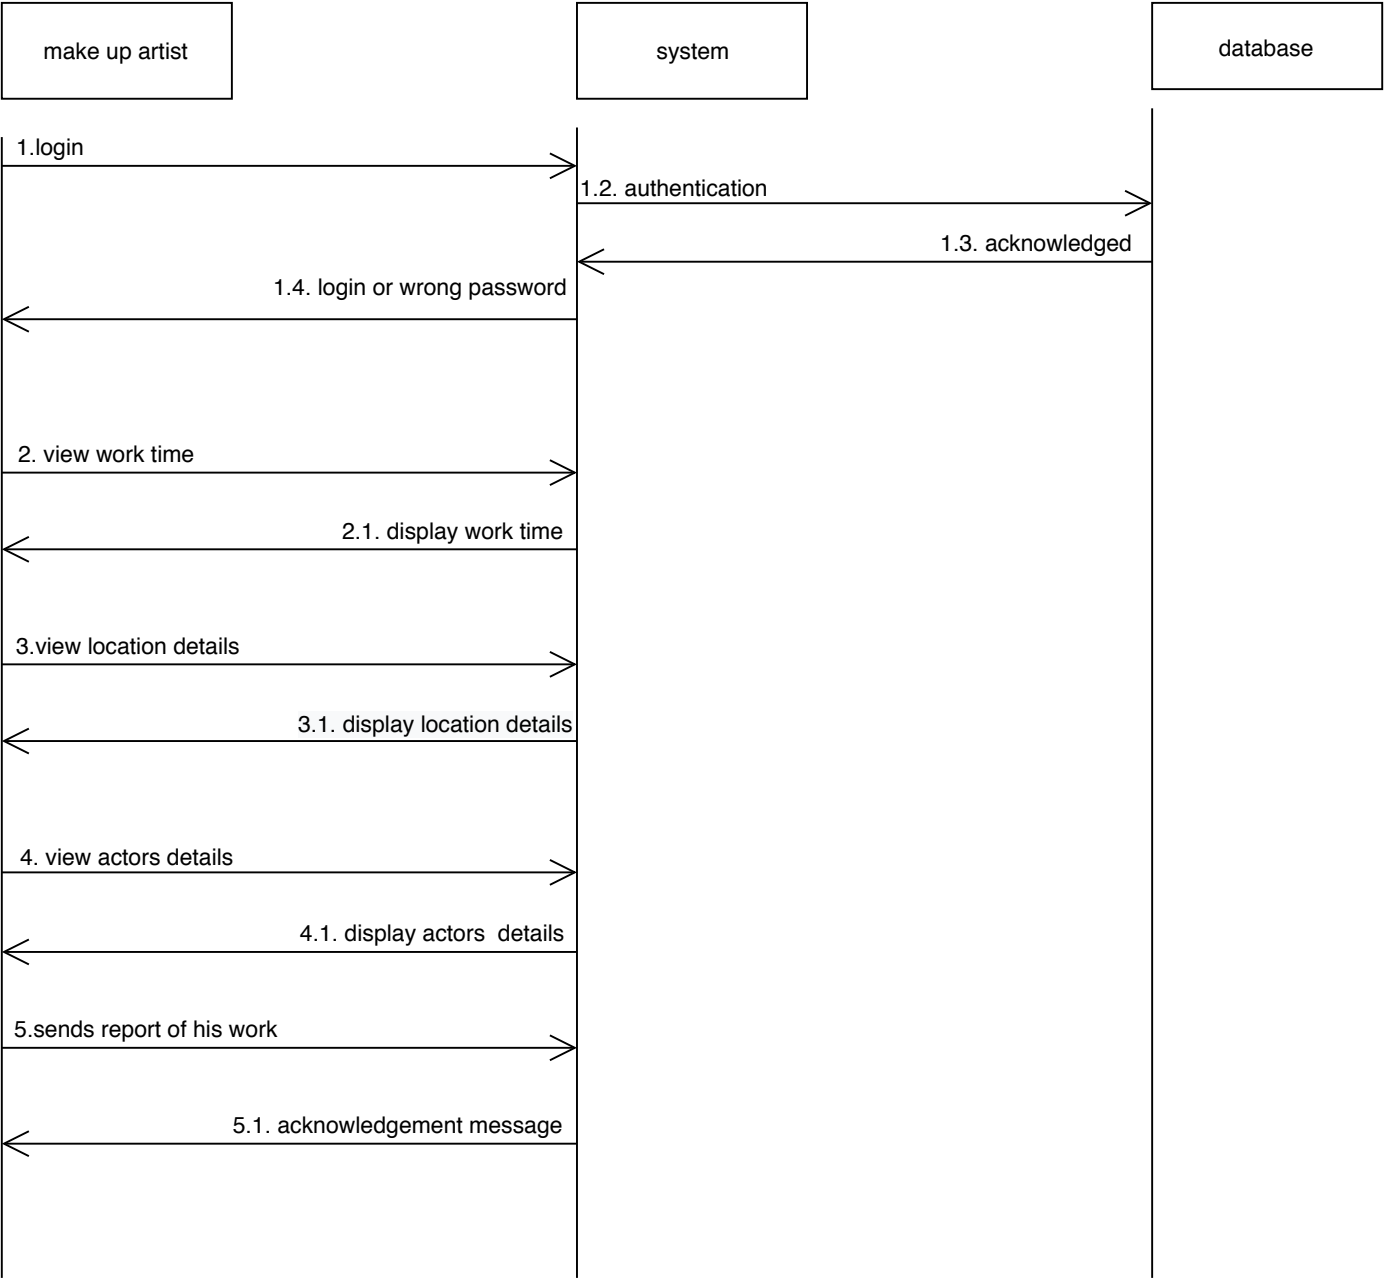 make up artist
system
database
1.login
1.2. authentication
1.3. acknowledged
1.4. login or wrong password
2. view work time
2.1. display work time
3.view location details
3.1. display location details
4. view actors details
4.1. display actors  details
5.sends report of his work
5.1. acknowledgement message